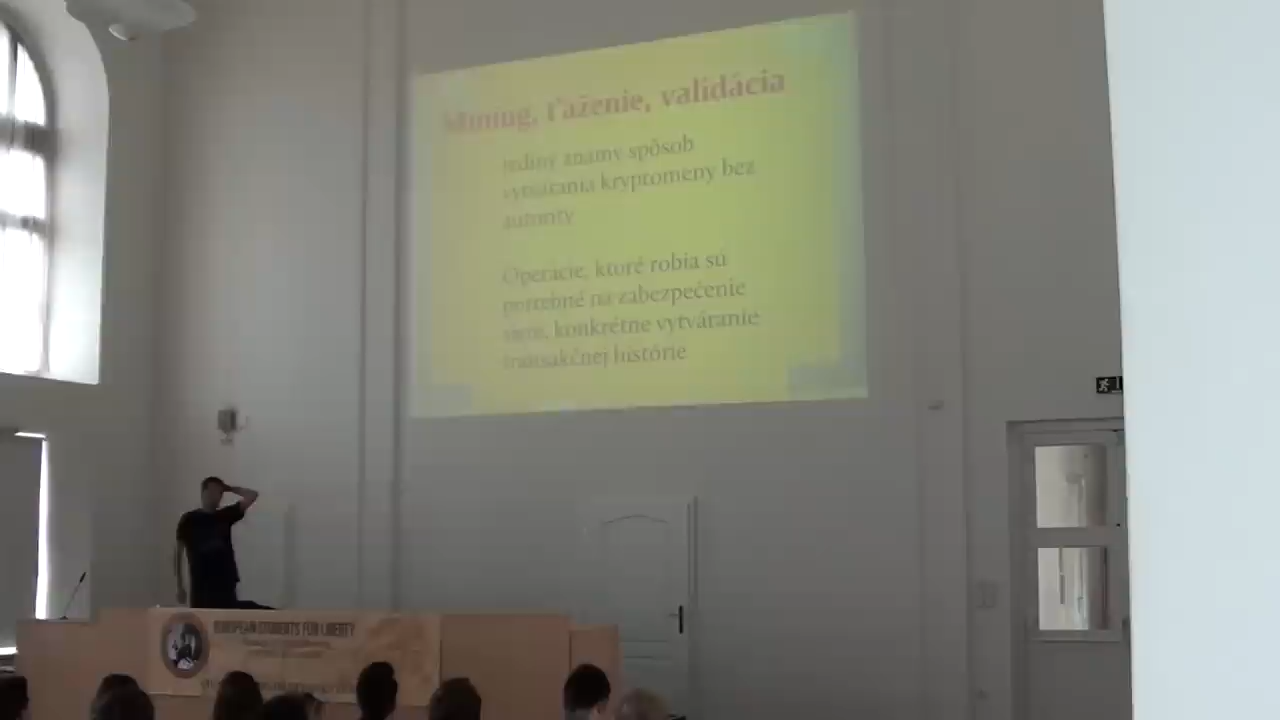 Mining, ťaženie, validácia
jediný známy spôsob
vytvárania kryptomeny bez
autority
Operácie, ktoré robia sú
potrebné na zabezpečenie
siete, konkrétne vytváranie
transakčnej histórie
EUROPEAN STUDENTS FOR LIBERTY